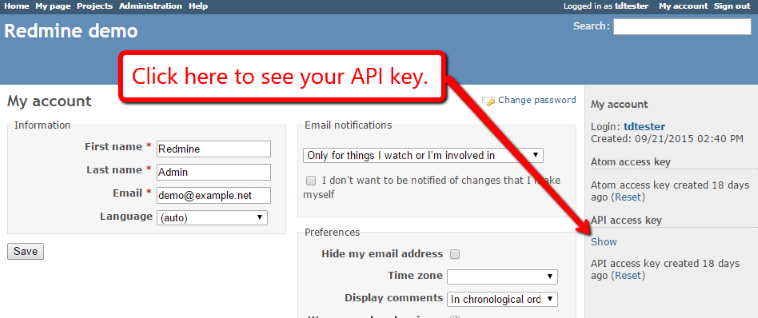 Home My page Projects Administration Help
Logged in as tdtester My account Sign out
Redmine demo
Search:
Click here to see your API key.
My account
Change password
Information
First name * Redmine
Last name * Admin
Email * demo@example.net
Language (auto)
Save
Email notifications
Only for things I watch or I'm involved in
I don't want to be notified of changes that I make
myself
Preferences
Hide my email address
Time zone
Display comments In chronological ord
My account
Login: tdtester
Created: 09/21/2015 02:40 PM
Atom access key
Atom access key created 18 days
ago (Reset)
API access key
Show
API access key created 18 days
ago (Reset)